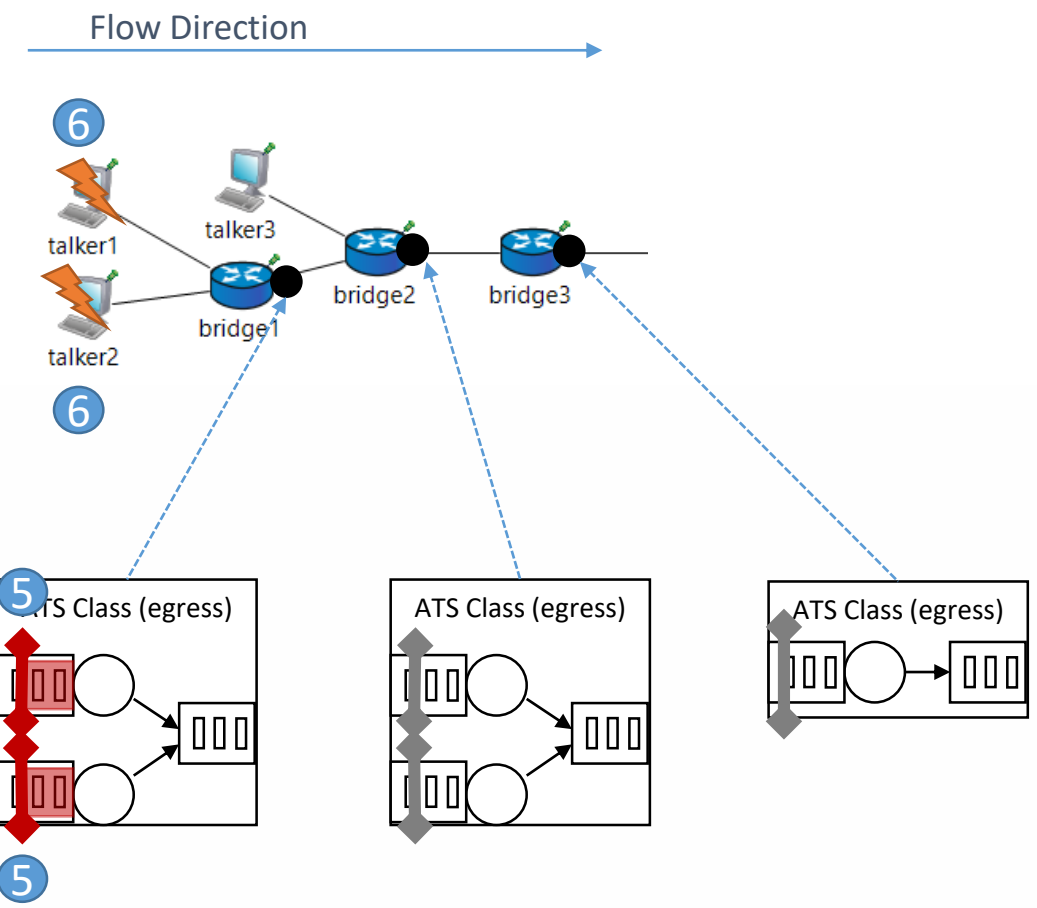 Flow Direction
6
talker1
talker3
bridge2
bridge3
bridge1
talker2
6
5
ATS Class (egress)
ATS Class (egress)
ATS Class (egress)
5